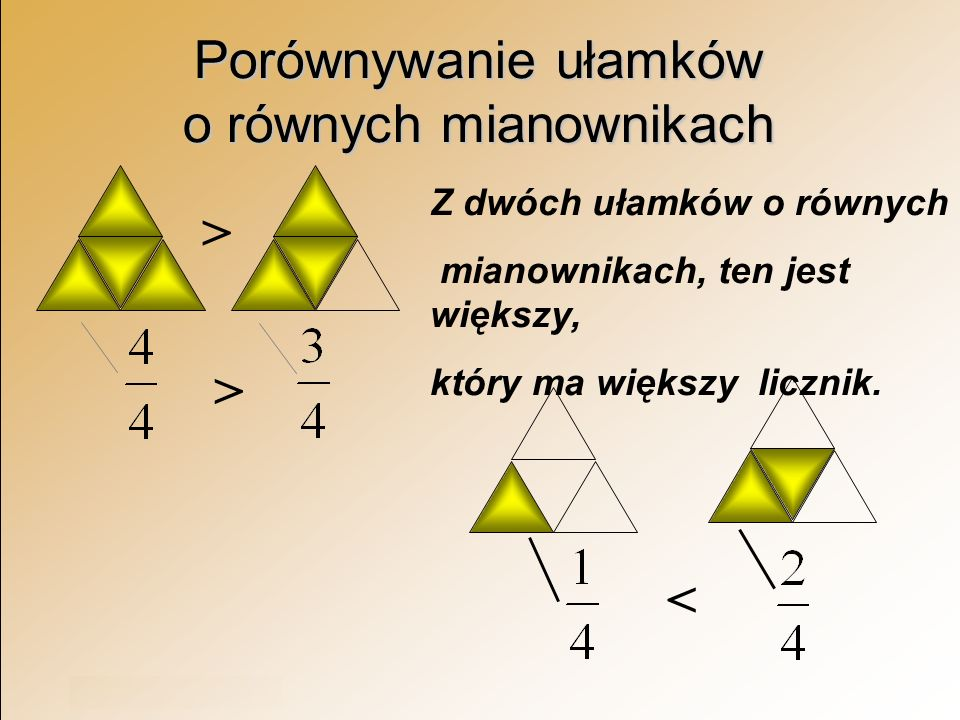 Porównywanie ułamków
o równych mianownikach
>
4/4 > 3/4
Z dwóch ułamków o równych
mianownikach, ten jest
większy,
który ma większy licznik.
1/4 < 2/4